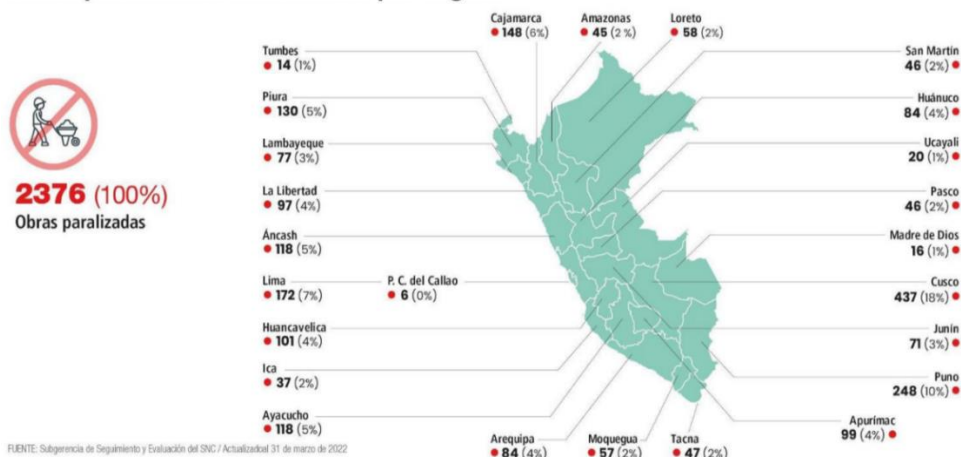 2376 (100%)
Obras paralizadas
Cajamarca
148 (6%)
Amazonas
45 (2 %)
Loreto
58 (2%)
Tumbes
14 (1%)
Piura
130 (5%)
Lambayeque
77 (3%)
La Libertad
97 (4%)
Áncash
118 (5%)
Lima
172 (7%)
P. C. del Callao
6 (0%)
Huancavelica
101 (4%)
Ica
37 (2%)
Ayacucho
118 (5%)
Arequipa
84 (4%)
Moquegua
57 (2%)
Tacna
47 (2%)
San Martín
46 (2%)
Huánuco
84 (4%)
Ucayali
20 (1%)
Pasco
46 (2%)
Madre de Dios
16 (1%)
Cusco
437 (18%)
Junín
71 (3%)
Puno
248 (10%)
Apurímac
99 (4%)
FUENTE: Subgerencia de Seguimiento y Evaluación del SNC / Actualizadoal 31 de marzo de 2022